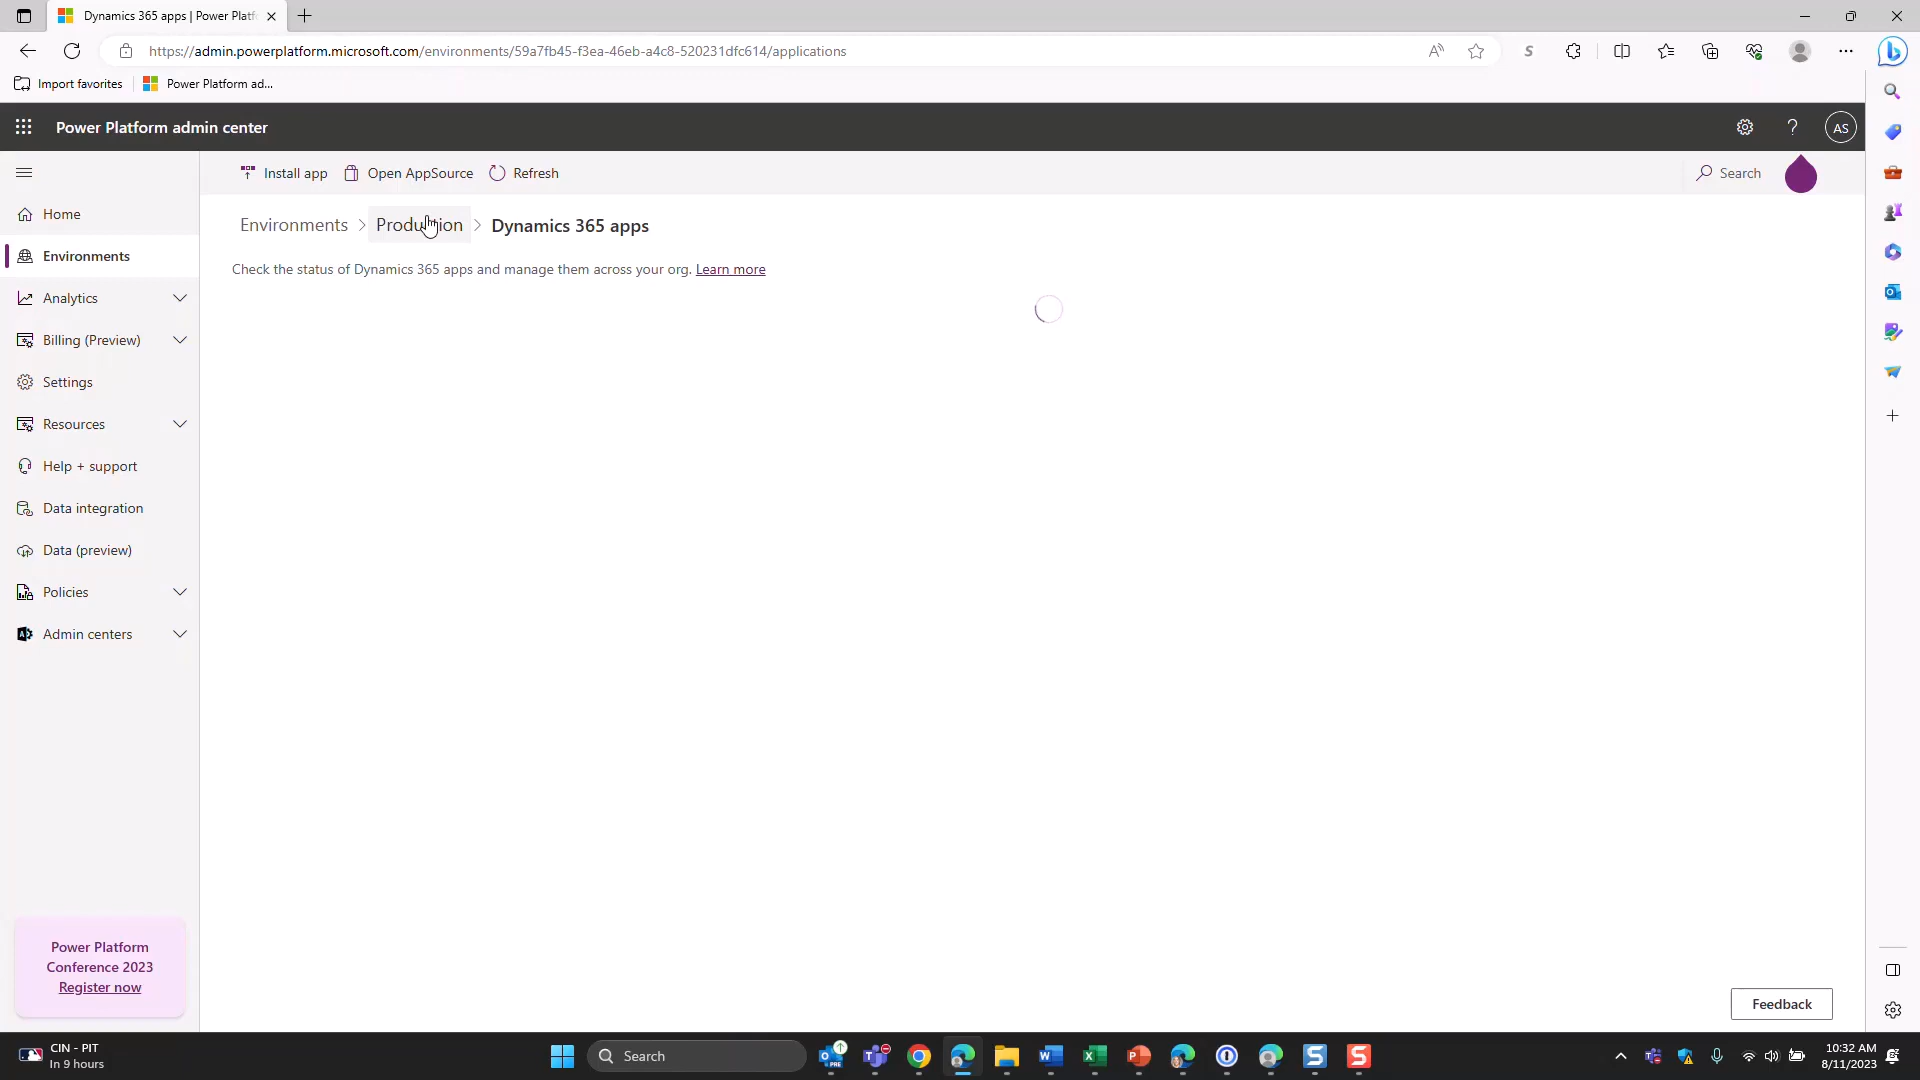 Dynamics 365 apps | Power Platf
https://admin.powerplatform.microsoft.com/environments/59a7fb45-f3ea-46eb-a4c8-520231dfc614/applications
Import favorites
Power Platform ad...
Power Platform admin center
AS
Install app
Open AppSource
Refresh
Search
Home
Environments > Production > Dynamics 365 apps
Environments
Check the status of Dynamics 365 apps and manage them across your org. Learn more
Analytics
Billing (Preview)
Settings
Resources
Help + support
Data integration
Data (preview)
Policies
Admin centers
Power Platform
Conference 2023
Register now
Feedback
CIN - PIT
In 9 hours
Search
10:32 AM
8/11/2023